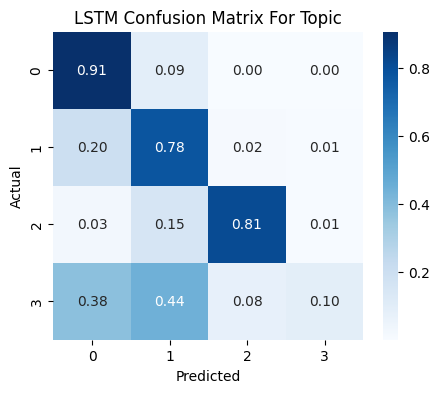 LSTM Confusion Matrix For Topic
0 0.91 0.09 0.00 0.00
1 0.20 0.78 0.02 0.01
2 0.03 0.15 0.81 0.01
3 0.38 0.44 0.08 0.10
0 1 2 3
Actual
Predicted
0.8
0.6
0.4
0.2